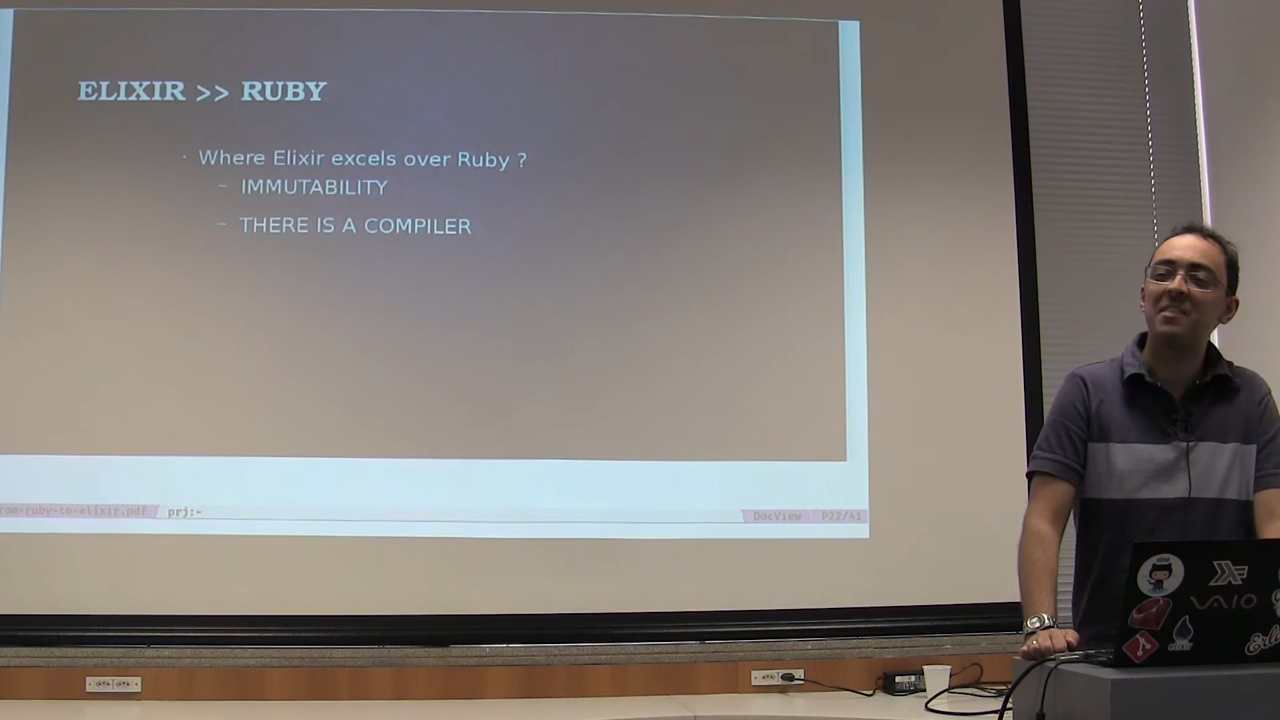 ELIXIR >> RUBY
· Where Elixir excels over Ruby ?
– IMMUTABILITY
– THERE IS A COMPILER
rom-ruby-to-elixir.pdf prj:- DocView P22/41
VAIO
elixir